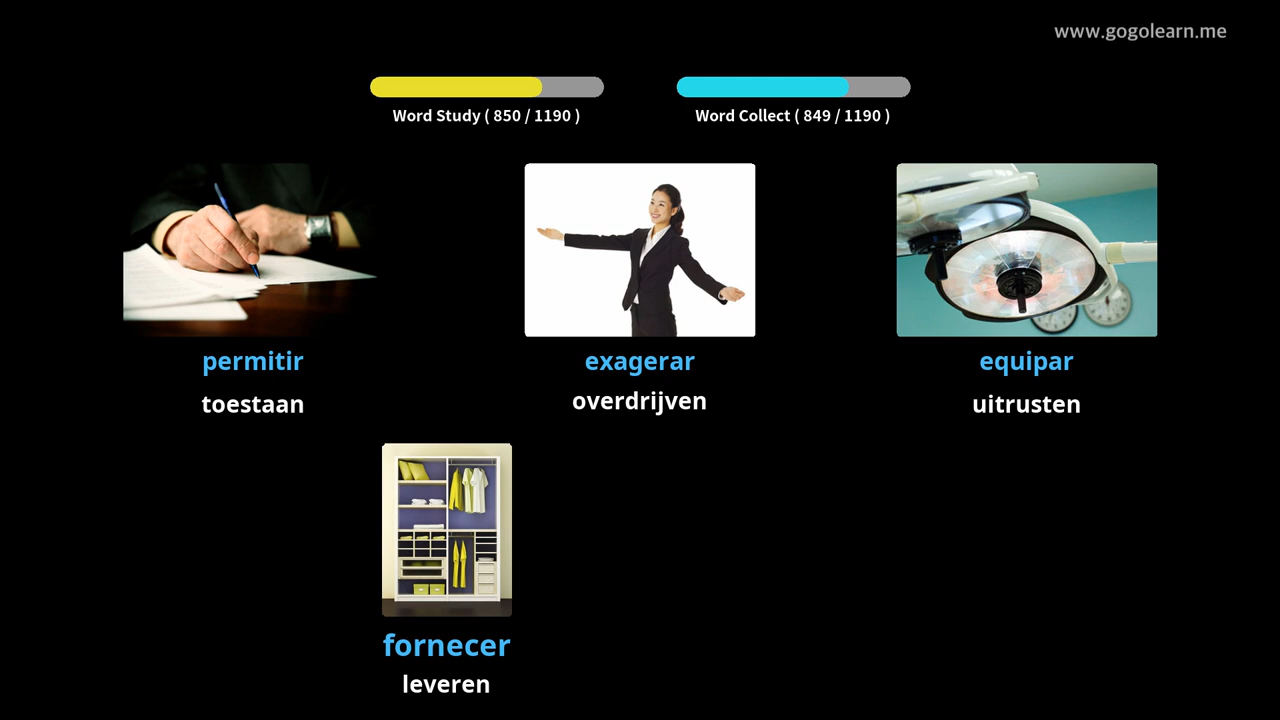 www.gogolearn.me
Word Study ( 850 / 1190 )
Word Collect ( 849 / 1190 )
permitir
toestaan
exagerar
overdrijven
equipar
uitrusten
fornecer
leveren